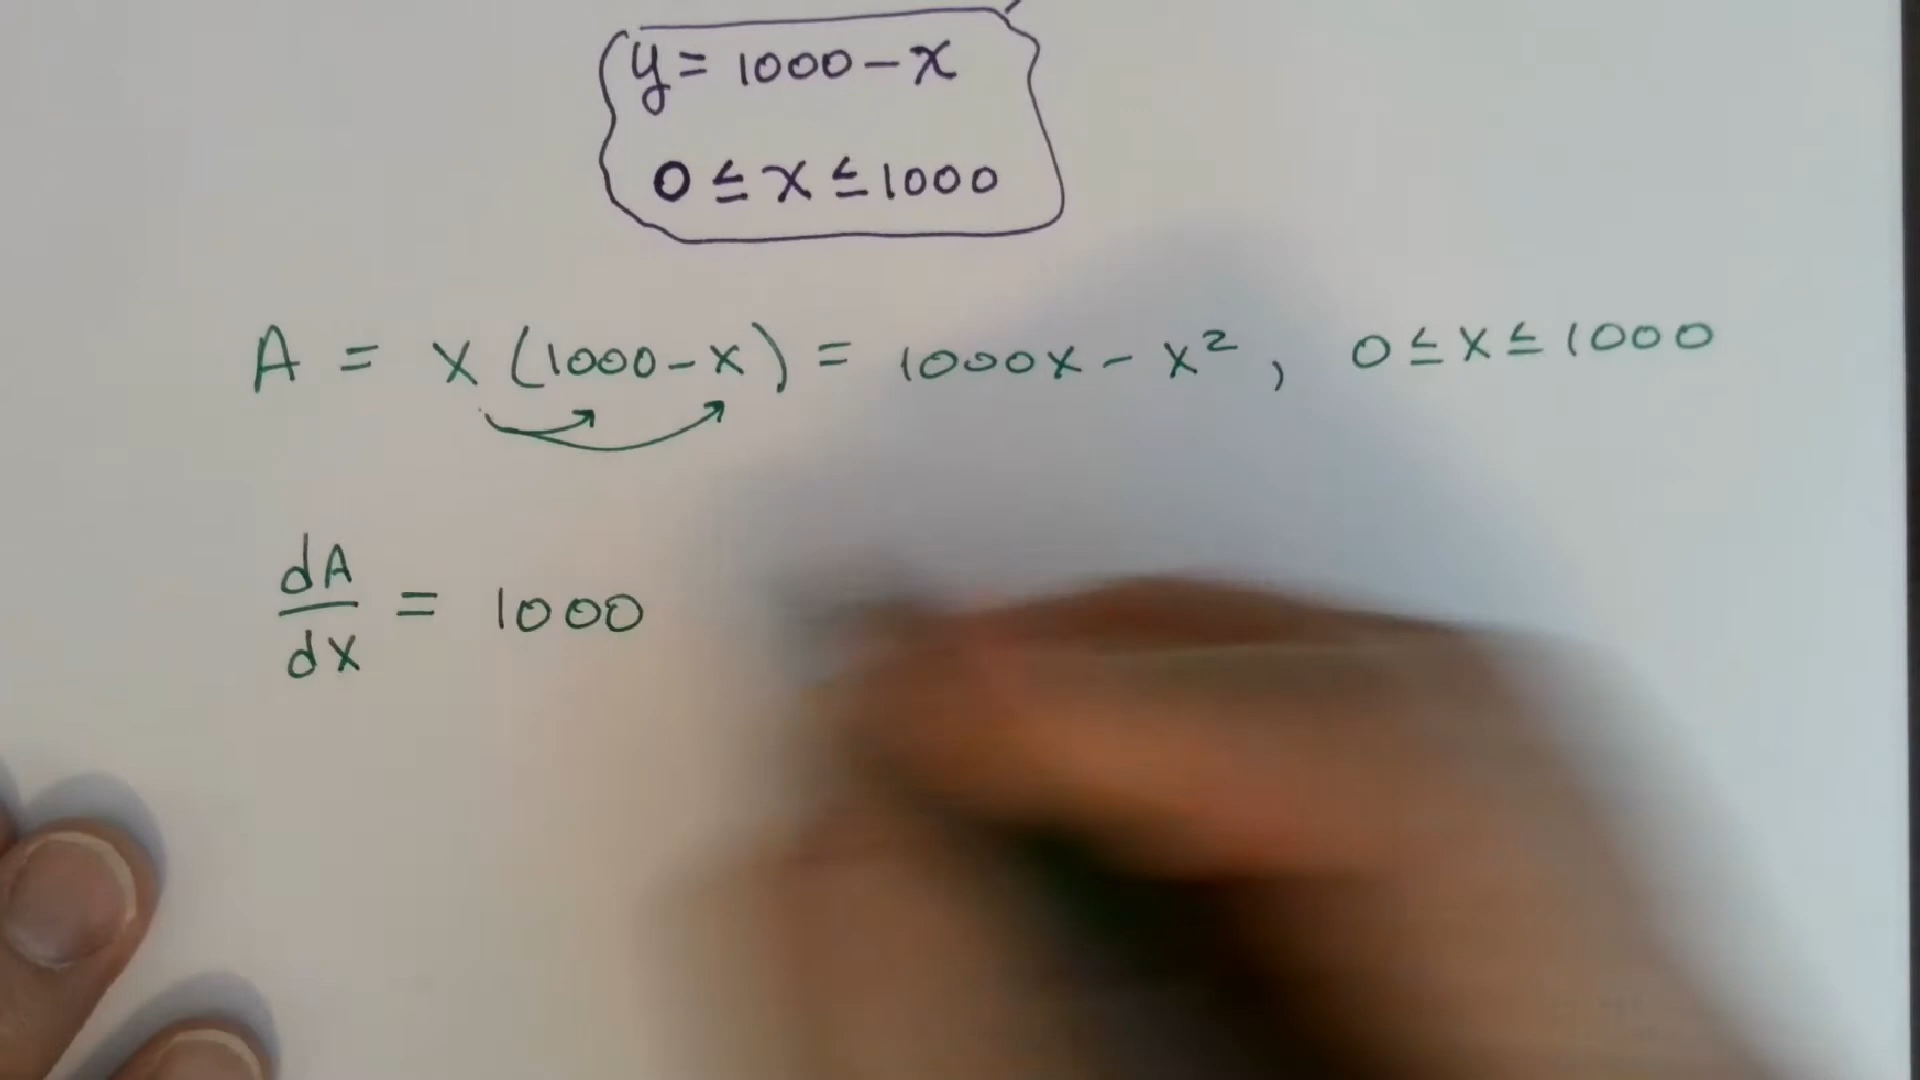 y = 1000 - x
0 ≤ x ≤ 1000
A = x (1000 - x) = 1000x - x², 0 ≤ x ≤ 1000
dA/dx = 1000